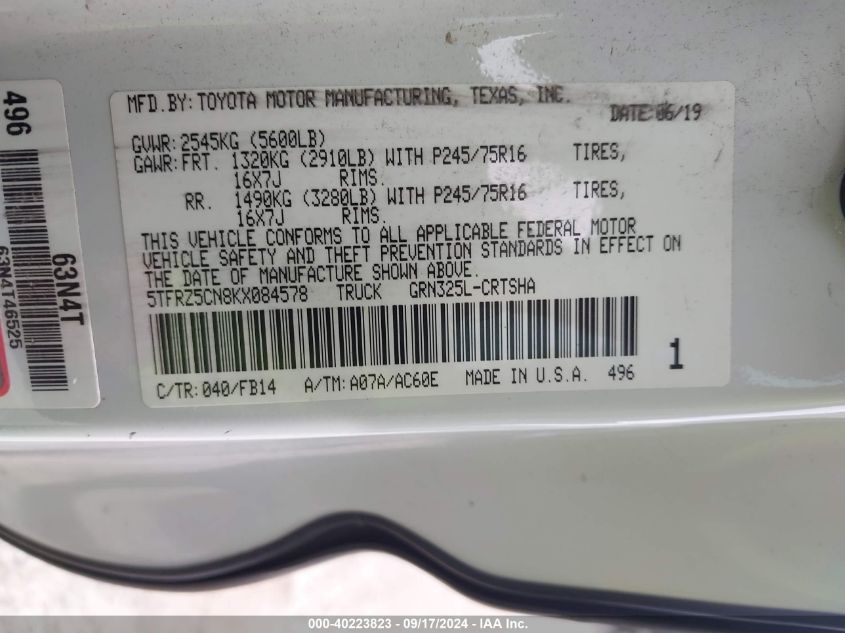 MFD.BY: TOYOTA MOTOR MANUFACTURING, TEXAS, INC.
DATE: 06/19
GVWR: 2545KG (5600LB)
GAWR: FRT. 1320KG (2910LB) WITH P245/75R16 TIRES,
16X7J RIMS.
RR. 1490KG (3280LB) WITH P245/75R16 TIRES,
16X7J RIMS.
THIS VEHICLE CONFORMS TO ALL APPLICABLE FEDERAL MOTOR
VEHICLE SAFETY AND THEFT PREVENTION STANDARDS IN EFFECT ON
THE DATE OF MANUFACTURE SHOWN ABOVE.
5TFRZ5CN8KX084578 TRUCK GRN325L-CRTSHA
C/TR: 040/FB14 A/TM: A07A/AC60E MADE IN U.S.A. 496
1
496
63N4T
63N4T46525
000-40223823 - 09/17/2024 - IAA Inc.